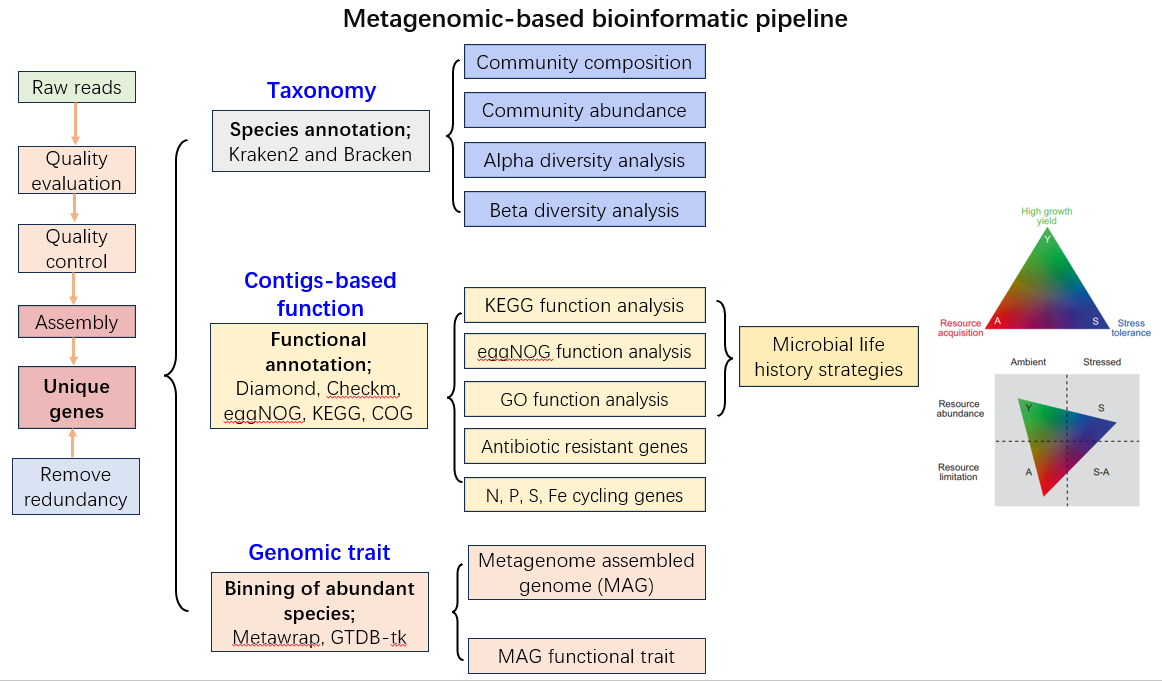 Metagenomic-based bioinformatic pipeline
Raw reads
Quality
evaluation
Quality
control
Assembly
Unique
genes
Remove
redundancy
Taxonomy
Species annotation;
Kraken2 and Bracken
Community composition
Community abundance
Alpha diversity analysis
Beta diversity analysis
Contigs-based
function
Functional
annotation;
Diamond, Checkm,
eggNOG, KEGG, COG
KEGG function analysis
eggNOG function analysis
GO function analysis
Antibiotic resistant genes
N, P, S, Fe cycling genes
Microbial life
history strategies
Genomic trait
Binning of abundant
species;
Metawrap, GTDB-tk
Metagenome assembled
genome (MAG)
MAG functional trait
High growth
yield
Y
A
S
Resource
acquisition
Stress
tolerance
Ambient
Stressed
Resource
abundance
Y
S
Resource
limitation
A
S-A